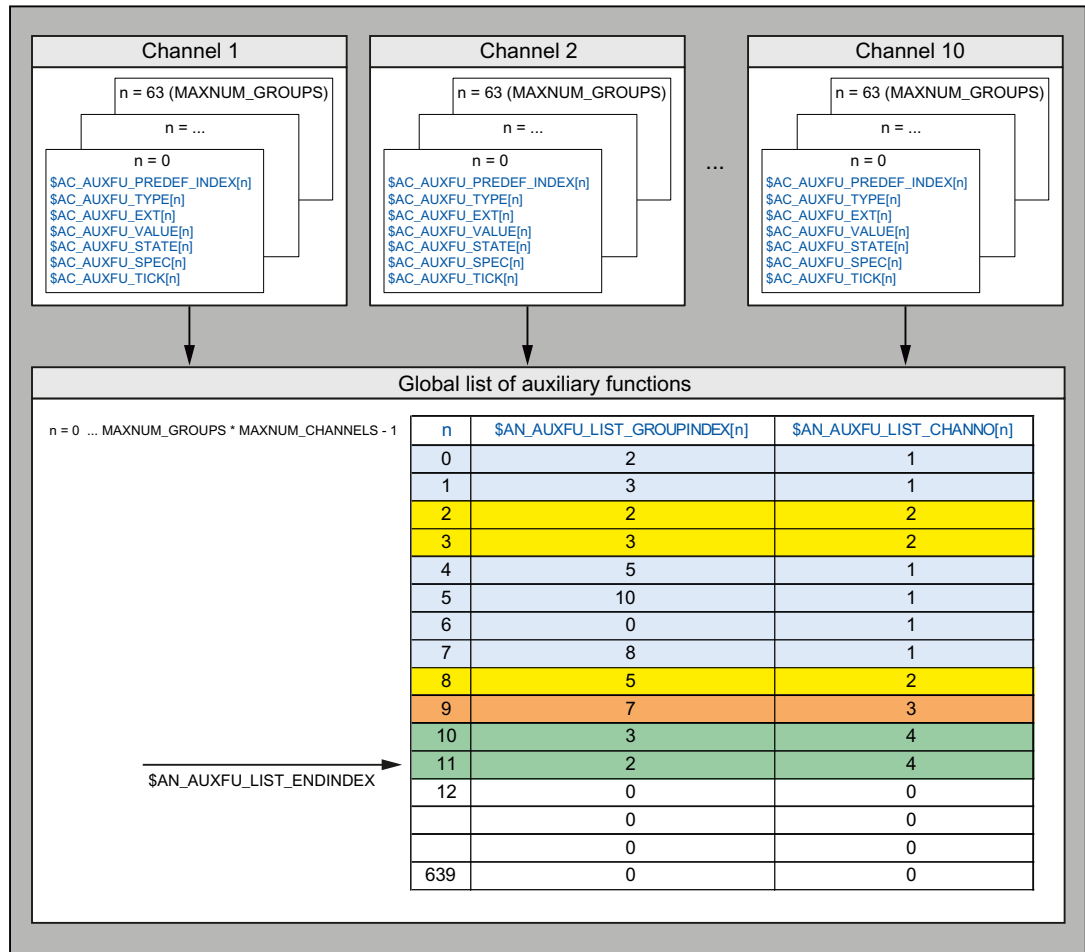 Channel 1
n = 63 (MAXNUM_GROUPS)
n = ...
n = 0
$AC_AUXFU_PREDEF_INDEX[n]
$AC_AUXFU_TYPE[n]
$AC_AUXFU_EXT[n]
$AC_AUXFU_VALUE[n]
$AC_AUXFU_STATE[n]
$AC_AUXFU_SPEC[n]
$AC_AUXFU_TICK[n]
Channel 2
n = 63 (MAXNUM_GROUPS)
n = ...
n = 0
$AC_AUXFU_PREDEF_INDEX[n]
$AC_AUXFU_TYPE[n]
$AC_AUXFU_EXT[n]
$AC_AUXFU_VALUE[n]
$AC_AUXFU_STATE[n]
$AC_AUXFU_SPEC[n]
$AC_AUXFU_TICK[n]
...
Channel 10
n = 63 (MAXNUM_GROUPS)
n = ...
n = 0
$AC_AUXFU_PREDEF_INDEX[n]
$AC_AUXFU_TYPE[n]
$AC_AUXFU_EXT[n]
$AC_AUXFU_VALUE[n]
$AC_AUXFU_STATE[n]
$AC_AUXFU_SPEC[n]
$AC_AUXFU_TICK[n]
Global list of auxiliary functions
n = 0 ... MAXNUM_GROUPS * MAXNUM_CHANNELS - 1
n $AN_AUXFU_LIST_GROUPINDEX[n] $AN_AUXFU_LIST_CHANNO[n]
0 2 1
1 3 1
2 2 2
3 3 2
4 5 1
5 10 1
6 0 1
7 8 1
8 5 2
9 7 3
10 3 4
11 2 4
$AN_AUXFU_LIST_ENDINDEX
12 0 0
0 0
0 0
639 0 0